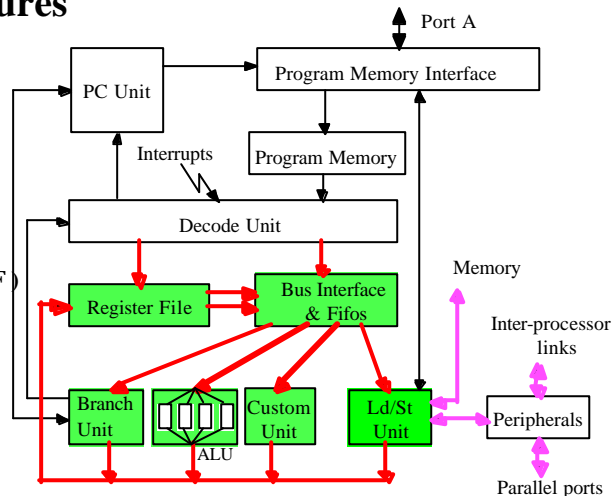 ures
Port A
Program Memory Interface
PC Unit
Interrupts
Program Memory
Decode Unit
F )
Memory
Register File
Bus Interface
& Fifos
Inter-processor
links
Branch
Unit
ALU
Custom
Unit
Ld/St
Unit
Peripherals
Parallel ports